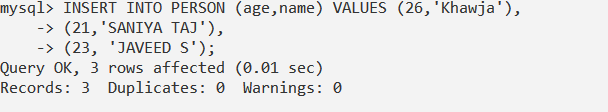 mysql> INSERT INTO PERSON (age,name) VALUES (26,'Khawja'),
    -> (21,'SANIYA TAJ'),
    -> (23, 'JAVEED S');
Query OK, 3 rows affected (0.01 sec)
Records: 3  Duplicates: 0  Warnings: 0